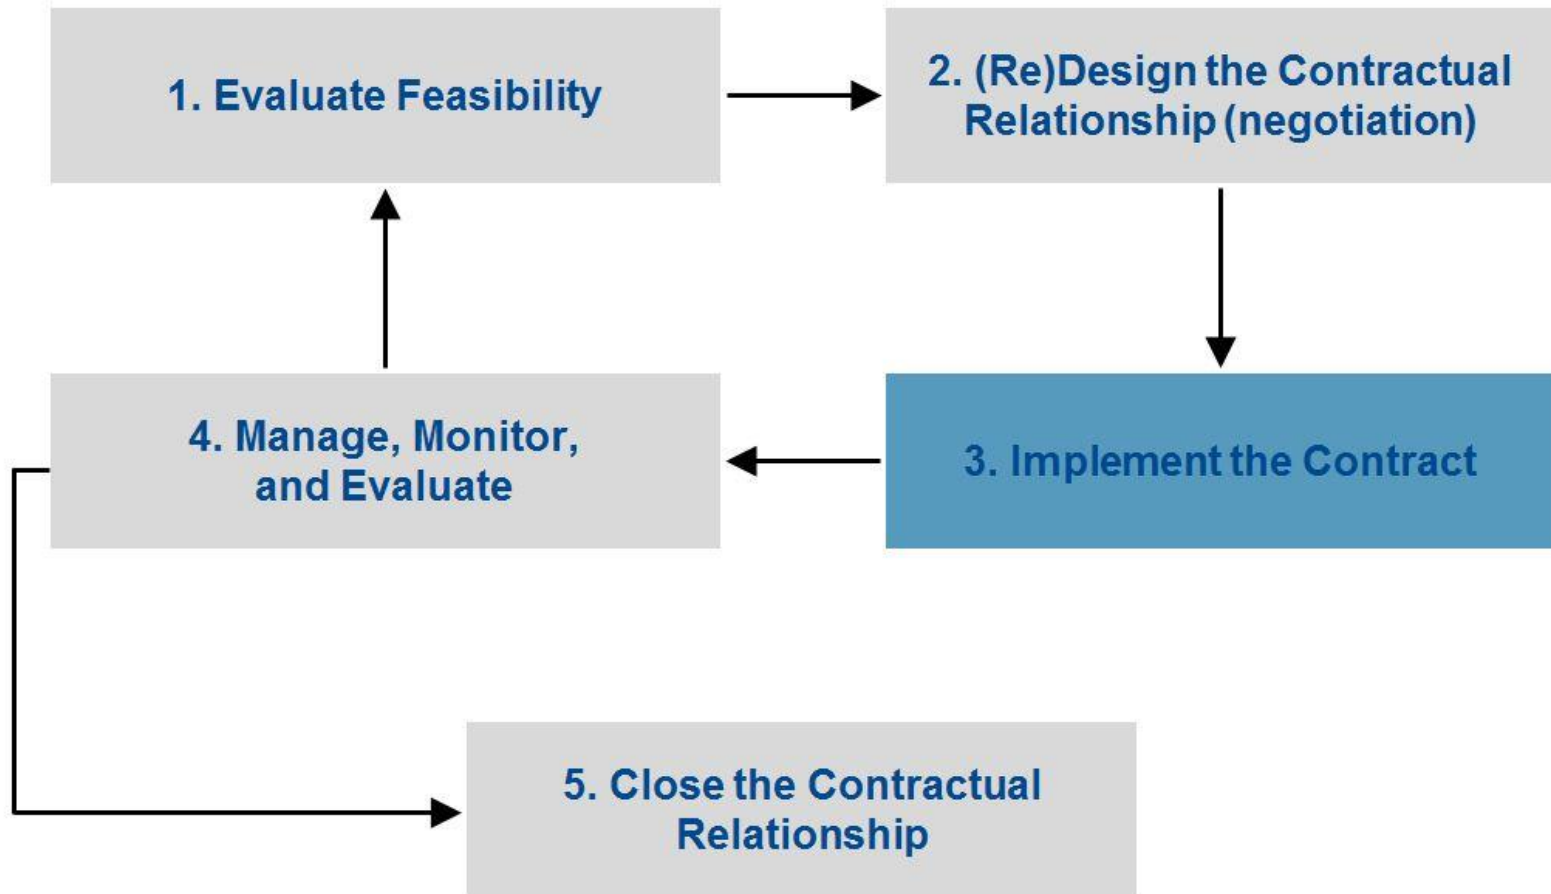 1. Evaluate Feasibility
2. (Re)Design the Contractual
Relationship (negotiation)
4. Manage, Monitor,
and Evaluate
3. Implement the Contract
5. Close the Contractual
Relationship